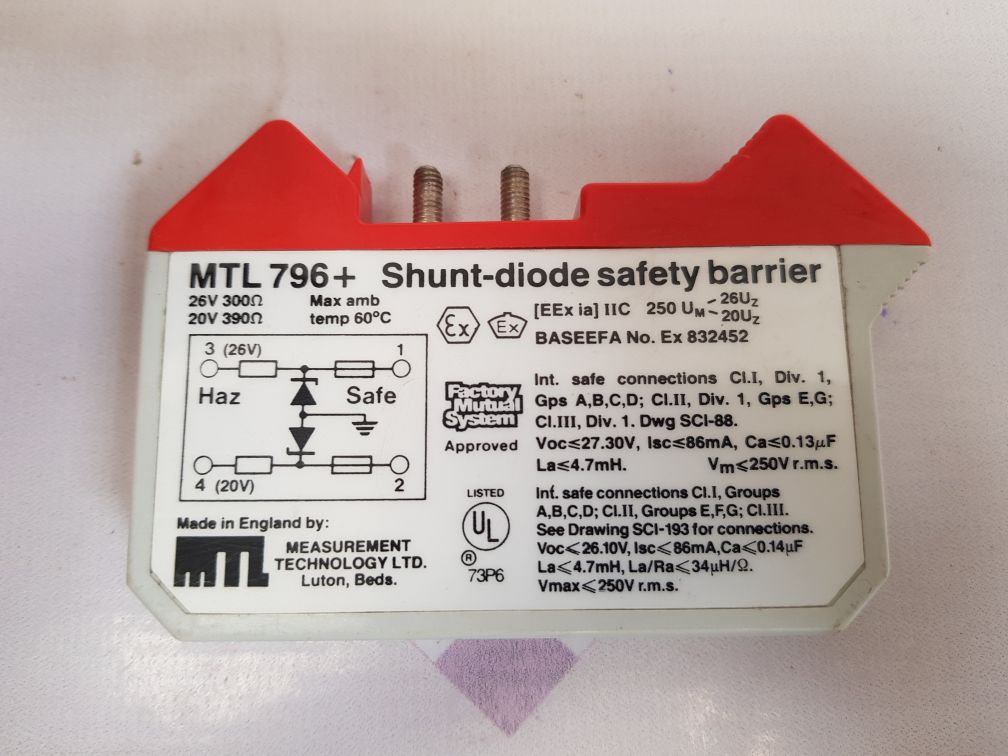 MTL 796+ Shunt-diode safety barrier
26V 300Ω Max amb
20V 390Ω temp 60°C
3 (26V) 1
Haz Safe
4 (20V) 2
Made in England by:
MTL
MEASUREMENT
TECHNOLOGY LTD.
Luton, Beds.
Ex Ex
[EEx ia] IIC 250 UM 26Uz
20Uz
BASEEFA No. Ex 832452
Factory
Mutual
System
Approved
Int. safe connections Cl.I, Div. 1,
Gps A,B,C,D; Cl.II, Div. 1, Gps E,G;
Cl.III, Div. 1. Dwg SCI-88.
Voc≤27.30V, Isc≤86mA, Ca≤0.13μF
La≤4.7mH. Vm≤250V r.m.s.
LISTED
UL
®
73P6
Int. safe connections Cl.I, Groups
A,B,C,D; Cl.II, Groups E,F,G; Cl.III.
See Drawing SCI-193 for connections.
Voc≤26.10V, Isc≤86mA,Ca≤0.14μF
La≤4.7mH, La/Ra≤34μH/Ω.
Vmax≤250V r.m.s.